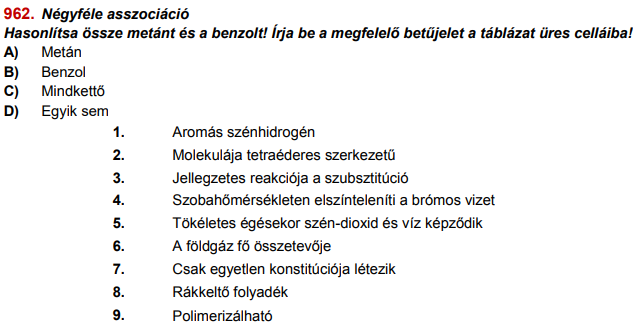 962. Négyféle asszociáció
Hasonlítsa össze metánt és a benzolt! Írja be a megfelelő betűjelet a táblázat üres celláiba!
A) Metán
B) Benzol
C) Mindkettő
D) Egyik sem
1. Aromás szénhidrogén
2. Molekulája tetraéderes szerkezetű
3. Jellegzetes reakciója a szubsztitúció
4. Szobahőmérsékleten elszínteleníti a brómos vizet
5. Tökéletes égésekor szén-dioxid és víz képződik
6. A földgáz fő összetevője
7. Csak egyetlen konstitúciója létezik
8. Rákkeltő folyadék
9. Polimerizálható